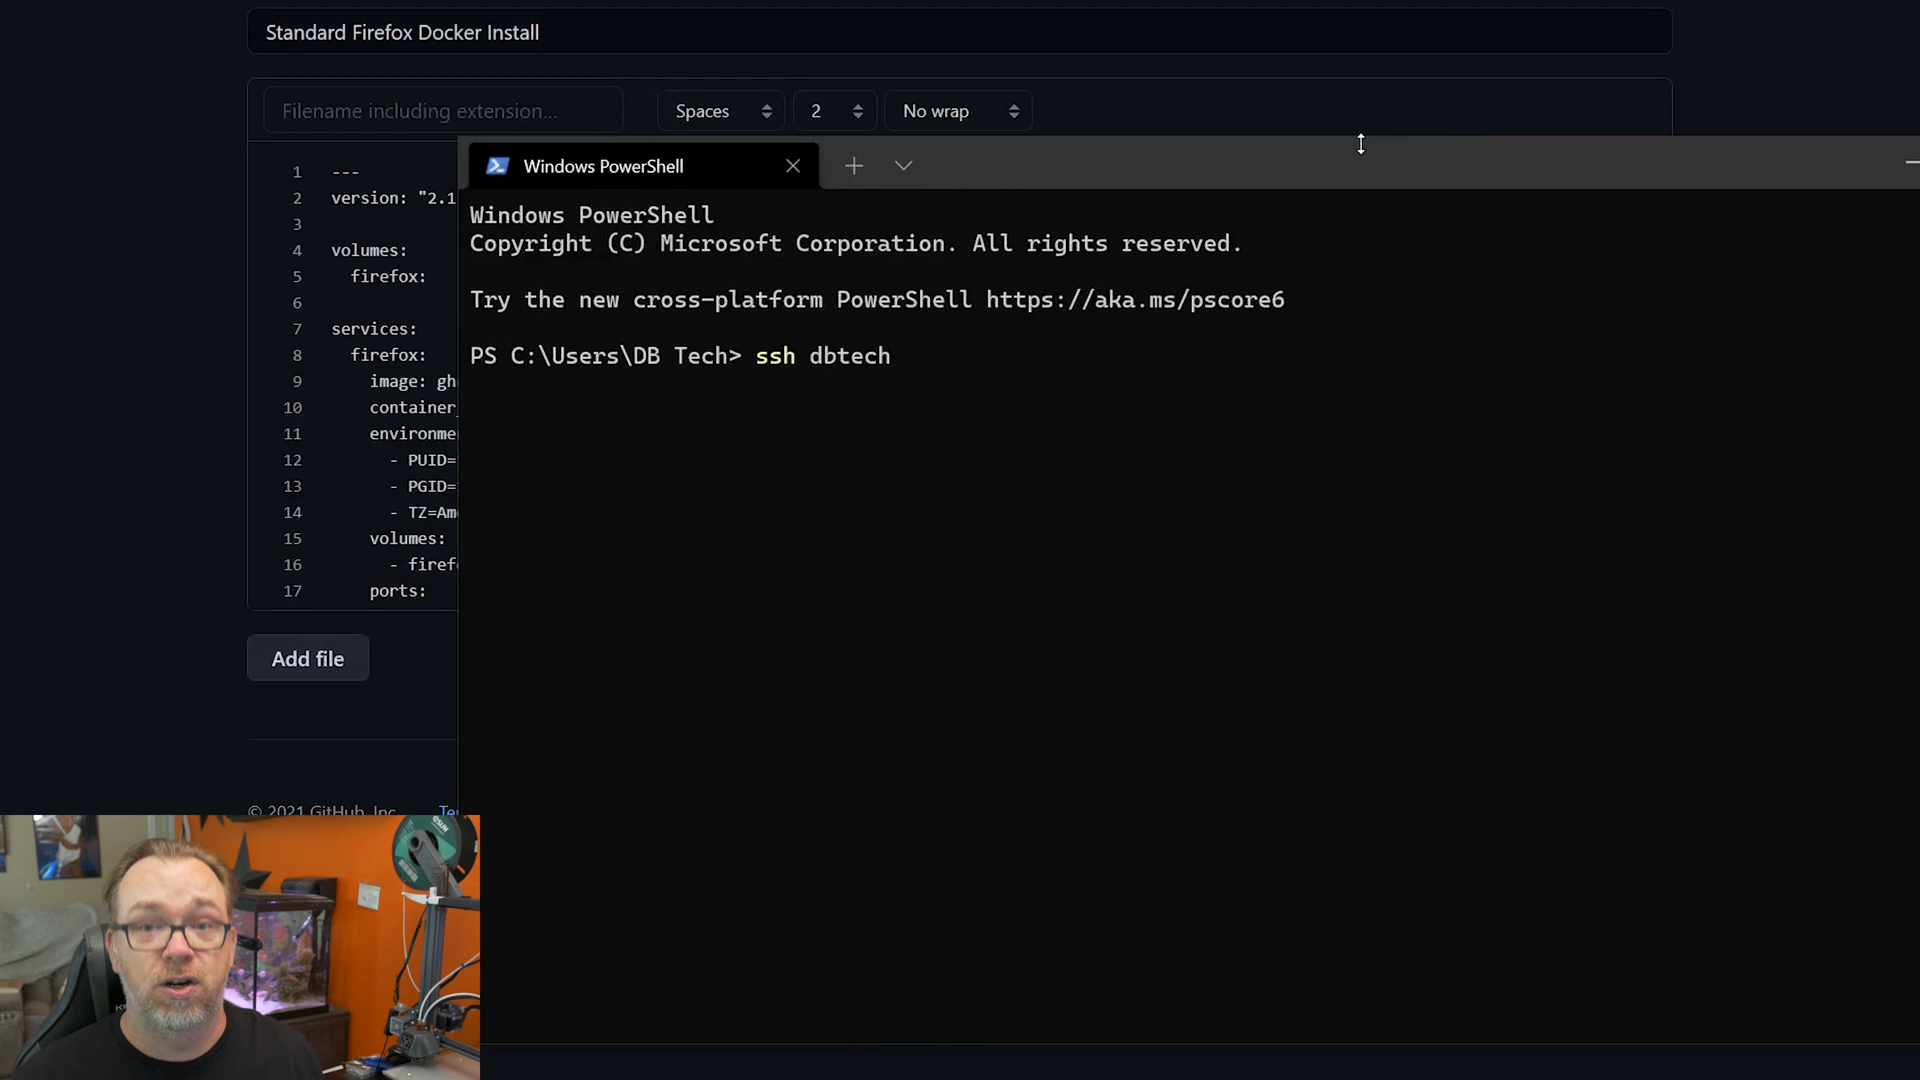 Standard Firefox Docker Install
Filename including extension...
Spaces
2
No wrap
1 ---
2 version: "2.1
3
4 volumes:
5 firefox:
6
7 services:
8 firefox:
9 image: gh
10 container_
11 environme
12 - PUID=
13 - PGID=
14 - TZ=Am
15 volumes:
16 - firef
17 ports:
Add file
© 2021 GitHub, Inc.
Windows PowerShell
Windows PowerShell
Copyright (C) Microsoft Corporation. All rights reserved.
Try the new cross-platform PowerShell https://aka.ms/pscore6
PS C:\Users\DB Tech> ssh dbtech